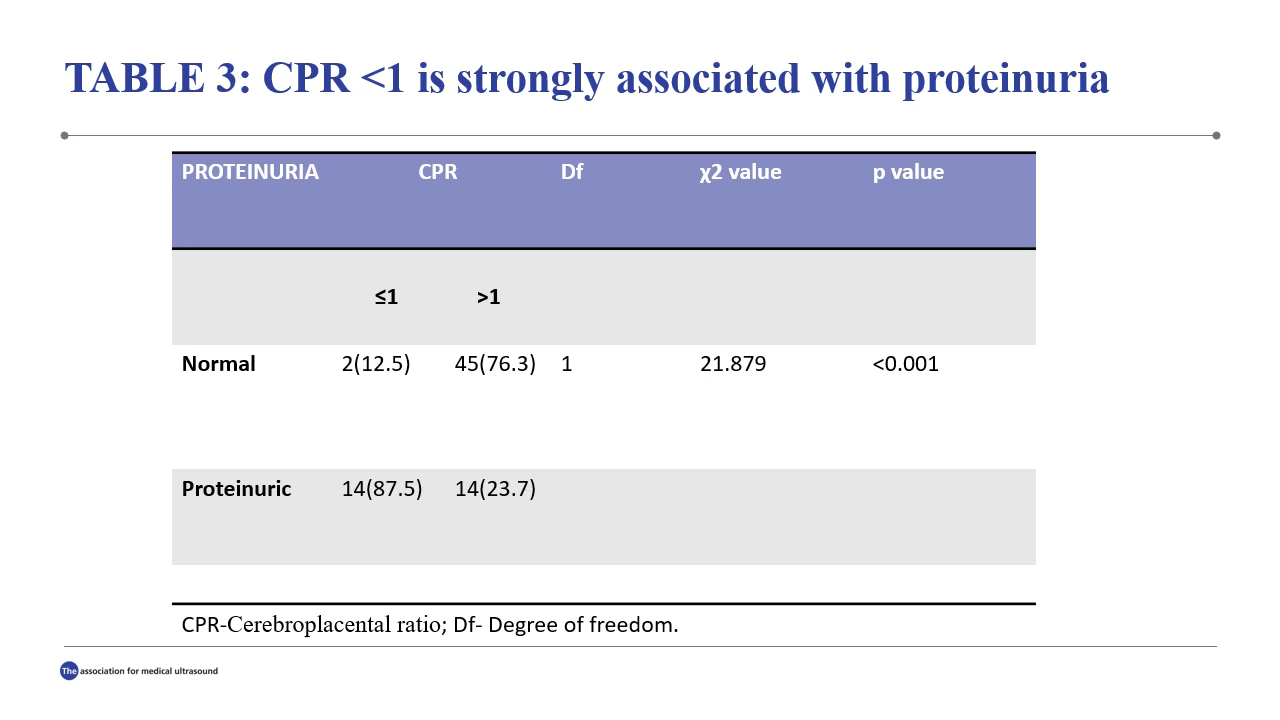 TABLE 3: CPR <1 is strongly associated with proteinuria
PROTEINURIA CPR Df χ2 value p value
≤1 >1
Normal 2(12.5) 45(76.3) 1 21.879 <0.001
Proteinuric 14(87.5) 14(23.7)
CPR-Cerebroplacental ratio; Df- Degree of freedom.
The association for medical ultrasound